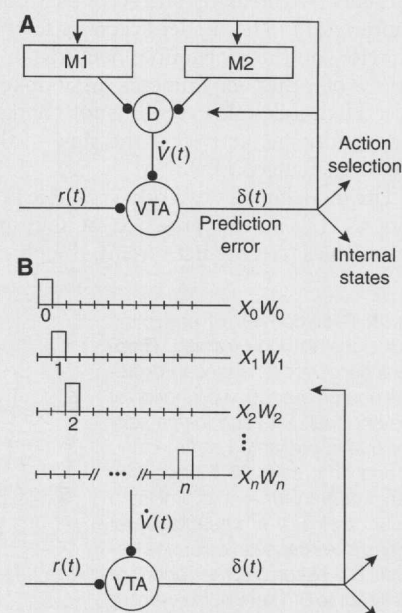 A
M1
M2
D
V̇(t)
r(t)
VTA
δ(t)
Prediction
error
Action
selection
Internal
states
B
0
X₀W₀
1
X₁W₁
2
X₂W₂
⋮
...
n
XₙWₙ
V̇(t)
r(t)
VTA
δ(t)